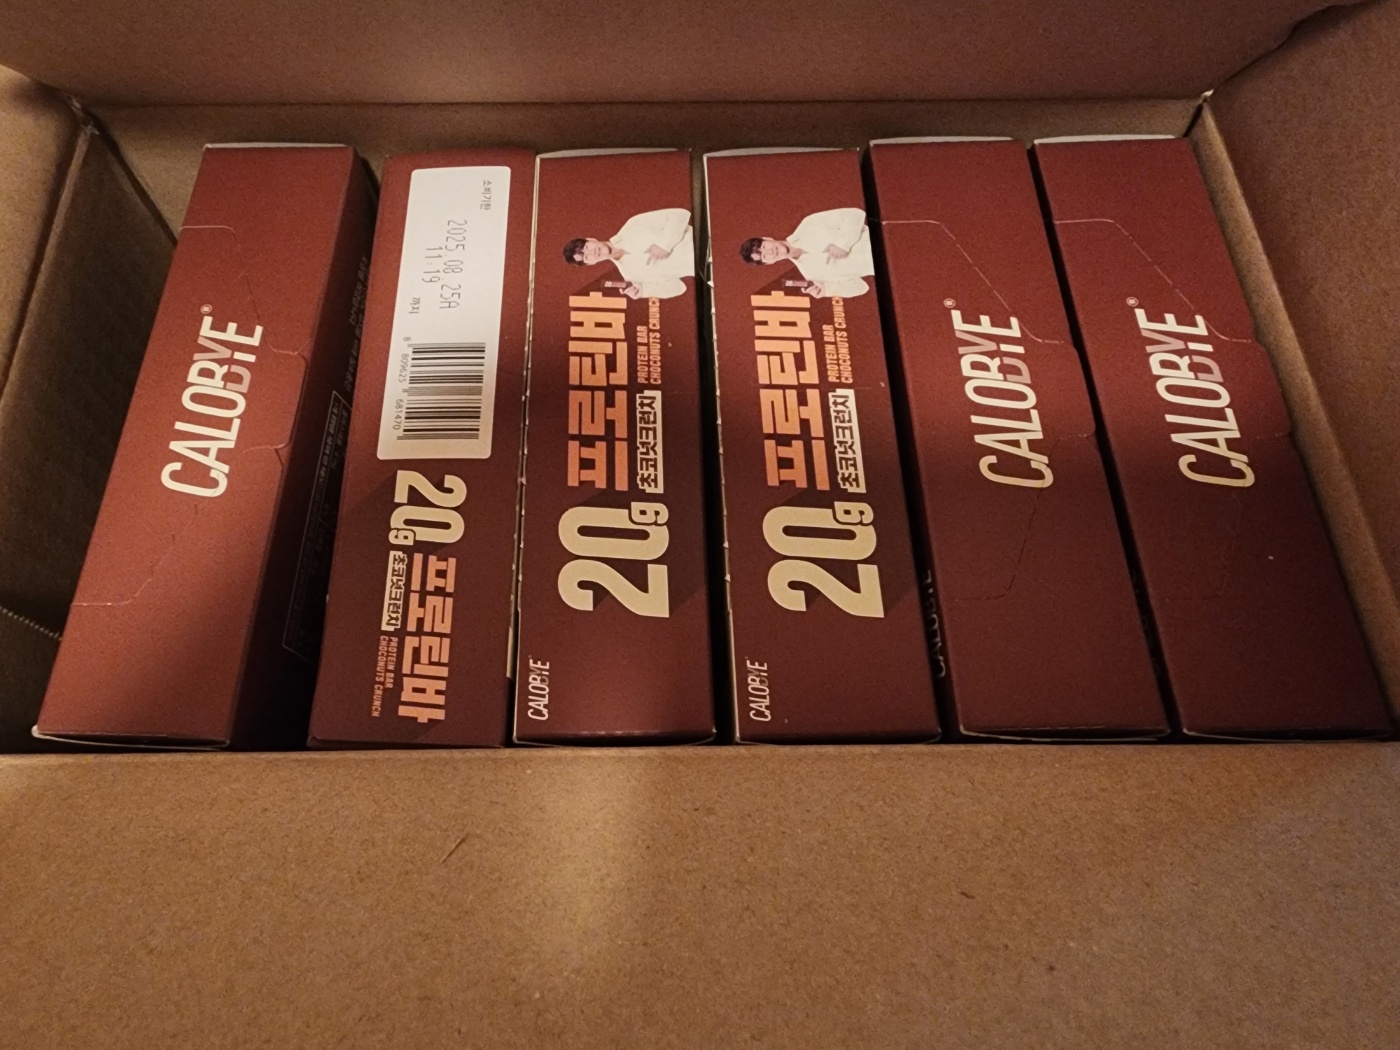 CALOBYE®
소비기한
2025.08.25A
11:19
까지
8 809625 681470
20g
초코넛크런치
프로틴바
PROTEIN BAR
CHOCONUTS CRUNCH
CALOBYE
20g
프로틴바
초코넛크런치
PROTEIN BAR
CHOCONUTS CRUNCH
CALOBYE
20g
프로틴바
초코넛크런치
PROTEIN BAR
CHOCONUTS CRUNCH
CALOBYE®
CALOBYE®